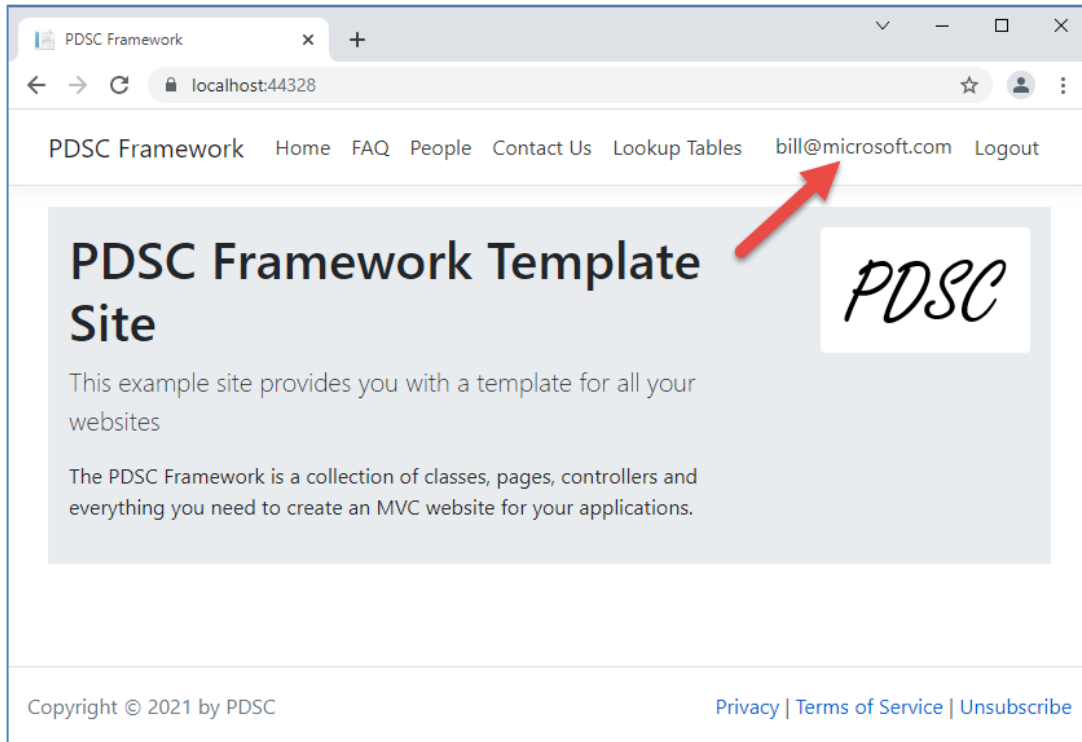 PDSC Framework
localhost:44328
PDSC Framework Home FAQ People Contact Us Lookup Tables bill@microsoft.com Logout
PDSC Framework Template
Site
PDSC
This example site provides you with a template for all your
websites
The PDSC Framework is a collection of classes, pages, controllers and
everything you need to create an MVC website for your applications.
Copyright © 2021 by PDSC Privacy | Terms of Service | Unsubscribe